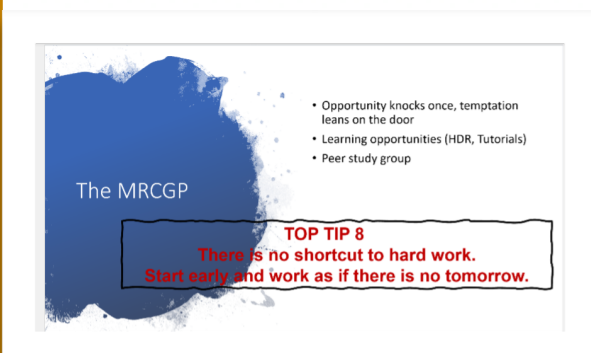 The MRCGP
• Opportunity knocks once, temptation
leans on the door
• Learning opportunities (HDR, Tutorials)
• Peer study group
TOP TIP 8
There is no shortcut to hard work.
Start early and work as if there is no tomorrow.